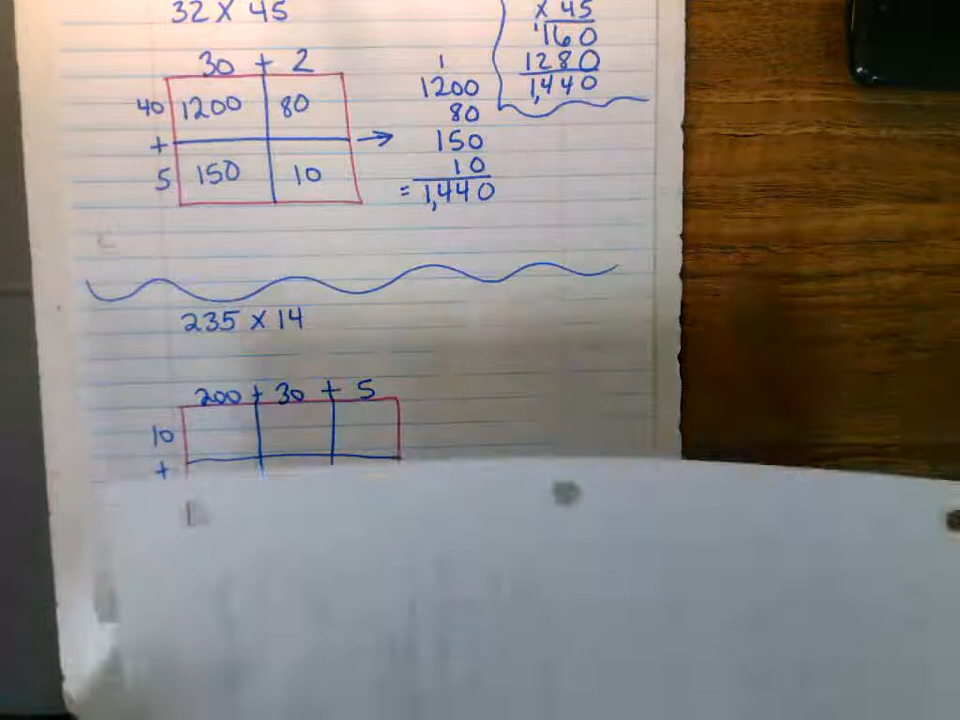 32 x 45
x 45
160
1280
1,440
30 + 2
40 1200 80
+
5 150 10
1
1200
80
150
10
= 1,440
235 x 14
200 + 30 + 5
10
+